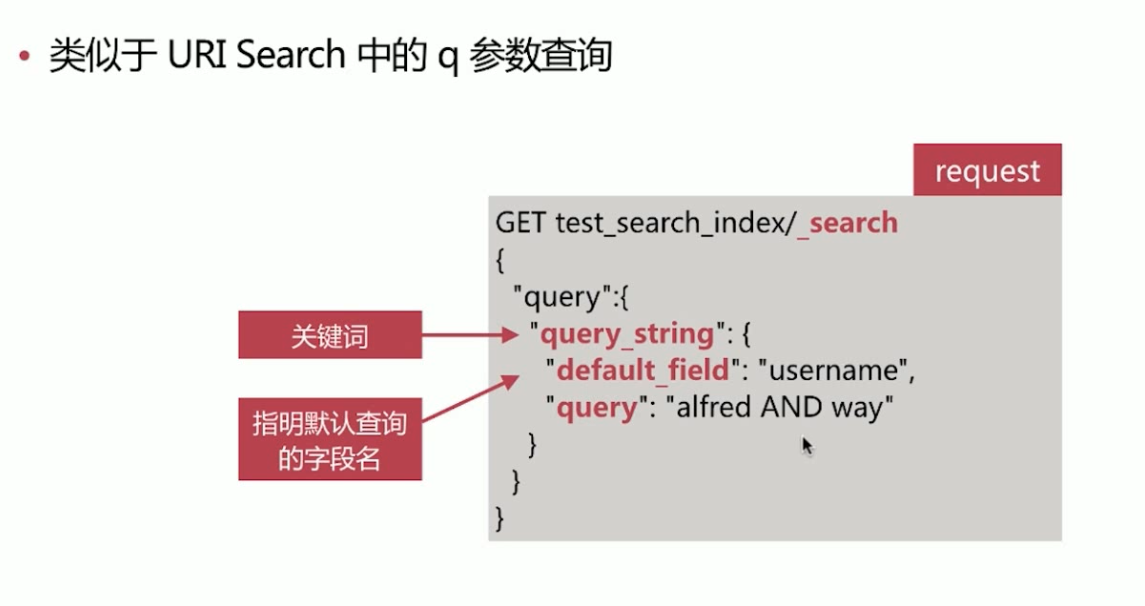 • 类似于 URI Search 中的 q 参数查询
request
GET test_search_index/_search
{
"query":{
关键词
"query_string": {
"default_field": "username",
指明默认查询
的字段名
"query": "alfred AND way"
}
}
}